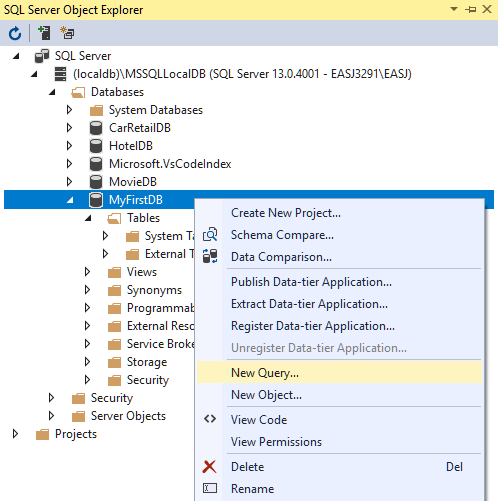 SQL Server Object Explorer
SQL Server
(localdb)\MSSQLLocalDB (SQL Server 13.0.4001 - EASJ3291\EASJ)
Databases
System Databases
CarRetailDB
HotelDB
Microsoft.VsCodeIndex
MovieDB
MyFirstDB
Tables
System Ta
External T
Views
Synonyms
Programmab
External Reso
Service Broke
Storage
Security
Security
Server Objects
Projects
Create New Project...
Schema Compare...
Data Comparison...
Publish Data-tier Application...
Extract Data-tier Application...
Register Data-tier Application...
Unregister Data-tier Application...
New Query...
New Object...
View Code
View Permissions
Delete Del
Rename